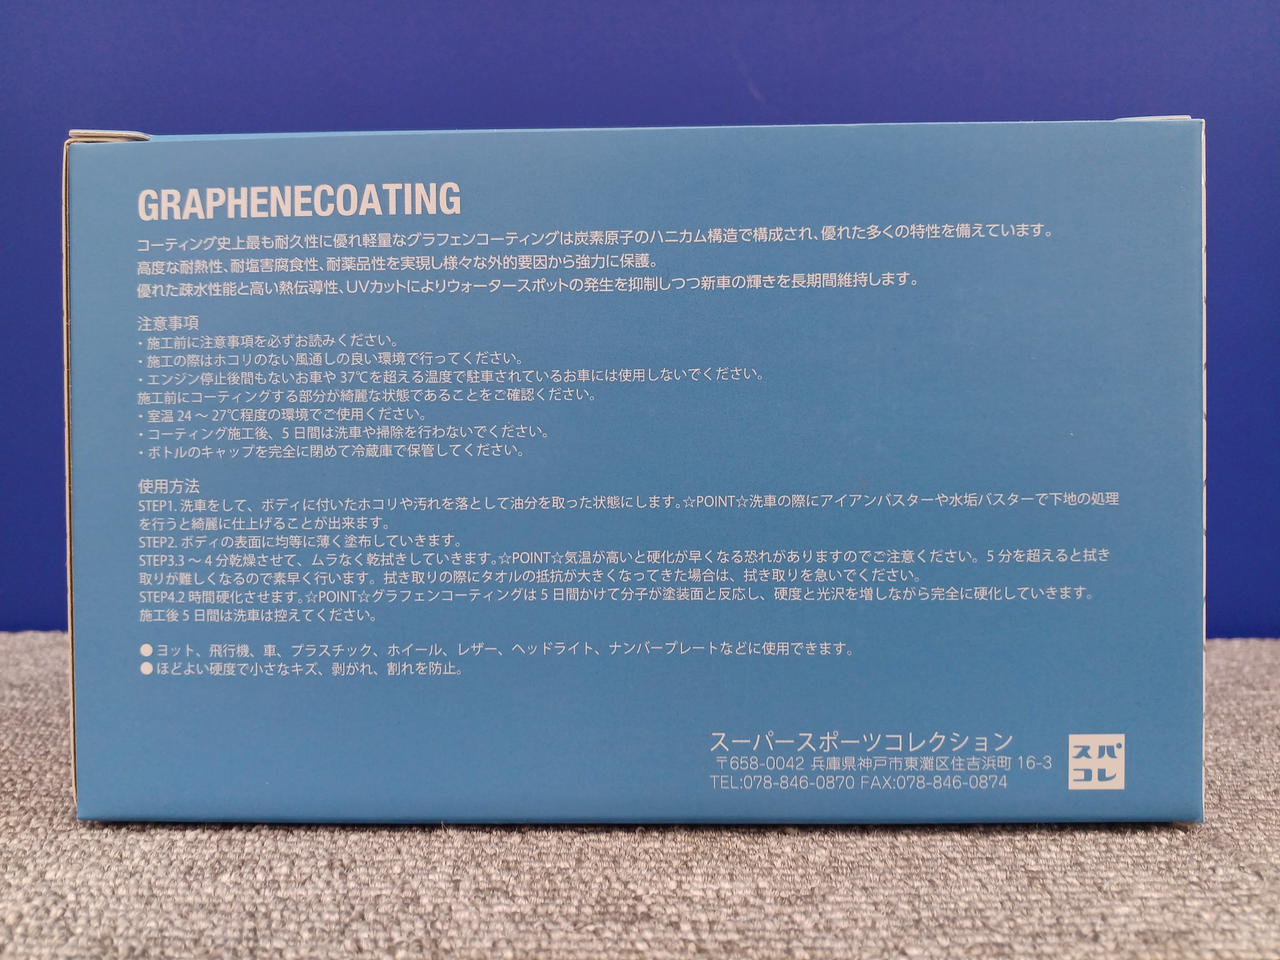 GRAPHENECOATING
コーティング史上最も耐久性に優れ軽量なグラフェンコーティングは炭素原子のハニカム構造で構成され、優れた多くの特性を備えています。
高度な耐熱性、耐塩害腐食性、耐薬品性を実現し様々な外的要因から強力に保護。
優れた疎水性能と高い熱伝導性、UVカットによりウォータースポットの発生を抑制しつつ新車の輝きを長期間維持します。
注意事項
・施工前に注意事項を必ずお読みください。
・施工の際はホコリのない風通しの良い環境で行ってください。
・エンジン停止後間もないお車や 37℃を超える温度で駐車されているお車には使用しないでください。
施工前にコーティングする部分が綺麗な状態であることをご確認ください。
・室温 24 〜 27℃程度の環境でご使用ください。
・コーティング施工後、5 日間は洗車や掃除を行わないでください。
・ボトルのキャップを完全に閉めて冷蔵庫で保管してください。
使用方法
STEP1. 洗車をして、ボディに付いたホコリや汚れを落として油分を取った状態にします。☆POINT☆洗車の際にアイアンバスターや水垢バスターで下地の処理
を行うと綺麗に仕上げることが出来ます。
STEP2. ボディの表面に均等に薄く塗布していきます。
STEP3.3 〜 4 分乾燥させて、ムラなく乾拭きしていきます。☆POINT☆気温が高いと硬化が早くなる恐れがありますのでご注意ください。5 分を超えると拭き
取りが難しくなるので素早く行います。拭き取りの際にタオルの抵抗が大きくなってきた場合は、拭き取りを急いでください。
STEP4.2 時間硬化させます。☆POINT☆グラフェンコーティングは 5 日間かけて分子が塗装面と反応し、硬度と光沢を増しながら完全に硬化していきます。
施工後 5 日間は洗車は控えてください。
● ヨット、飛行機、車、プラスチック、ホイール、レザー、ヘッドライト、ナンバープレートなどに使用できます。
● ほどよい硬度で小さなキズ、剥がれ、割れを防止。
スーパースポーツコレクション
〒658-0042 兵庫県神戸市東灘区住吉浜町 16-3
TEL:078-846-0870 FAX:078-846-0874
スパ
コレ